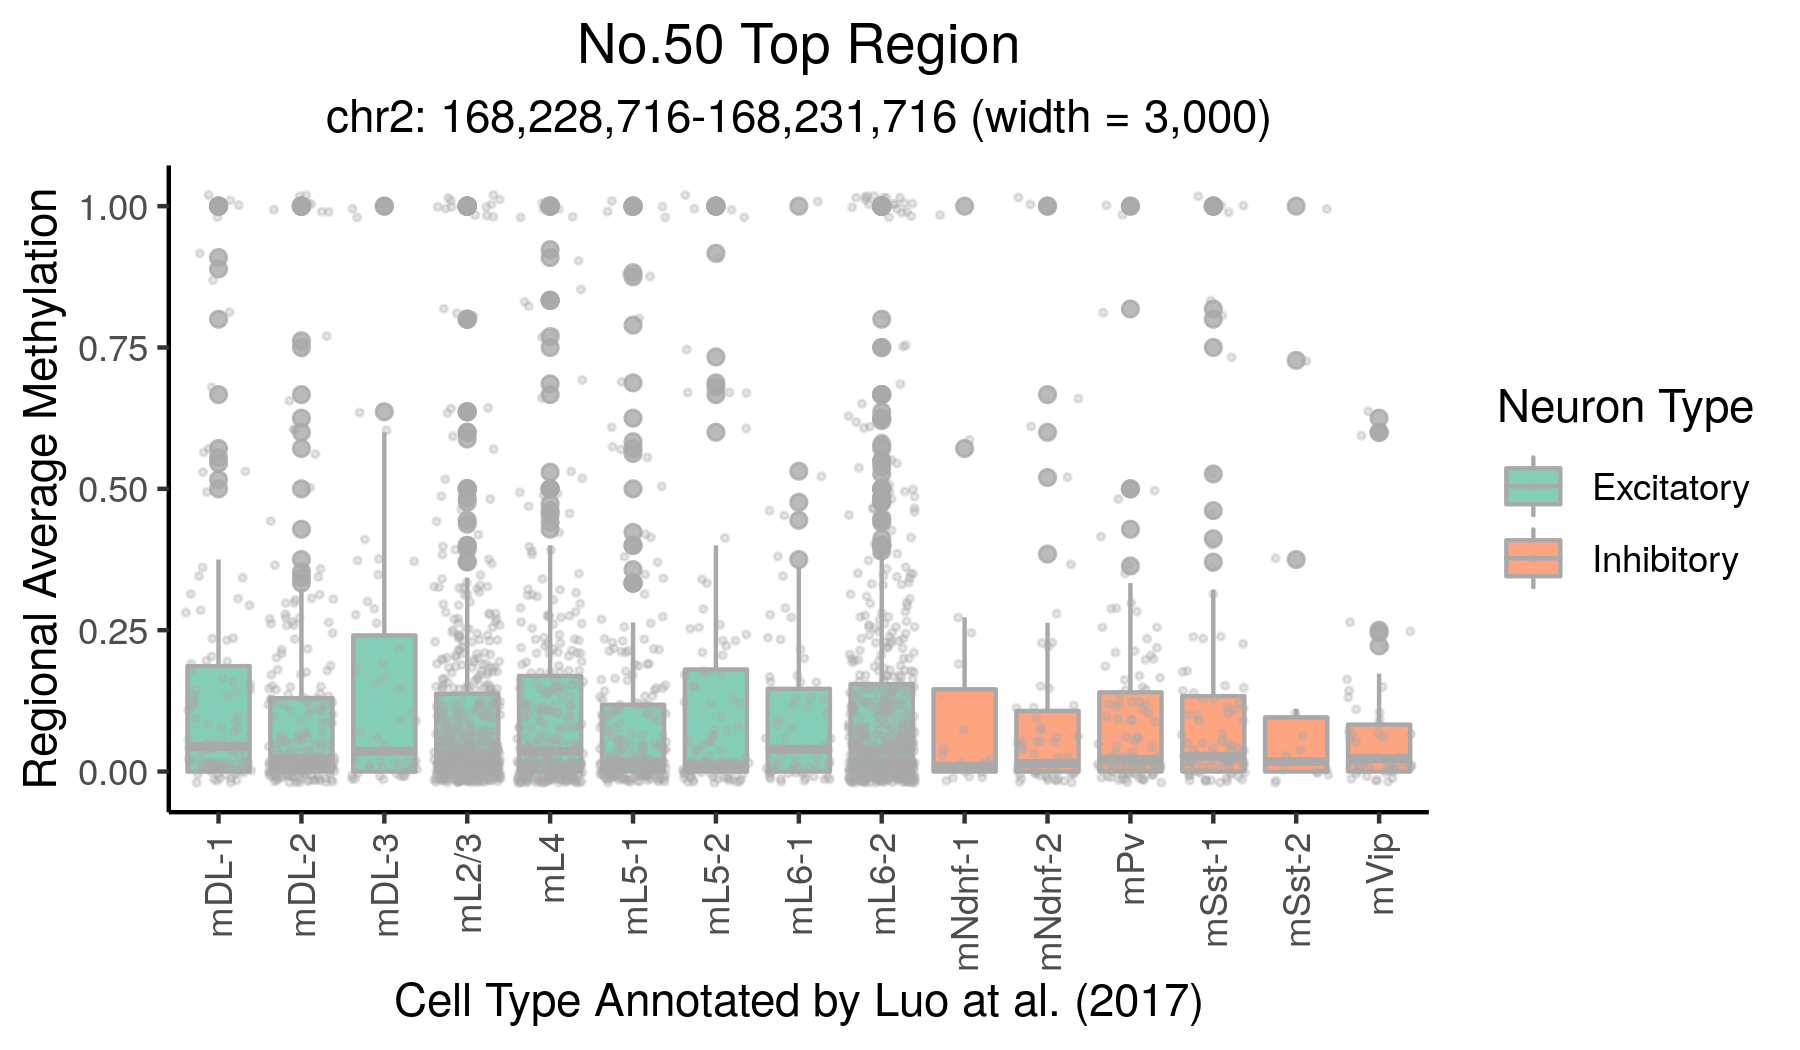 No.50 Top Region
chr2: 168,228,716-168,231,716 (width = 3,000)
Regional Average Methylation
1.00
0.75
0.50
0.25
0.00
mDL-1
mDL-2
mDL-3
mL2/3
mL4
mL5-1
mL5-2
mL6-1
mL6-2
mNdnf-1
mNdnf-2
mPv
mSst-1
mSst-2
mVip
Cell Type Annotated by Luo at al. (2017)
Neuron Type
Excitatory
Inhibitory